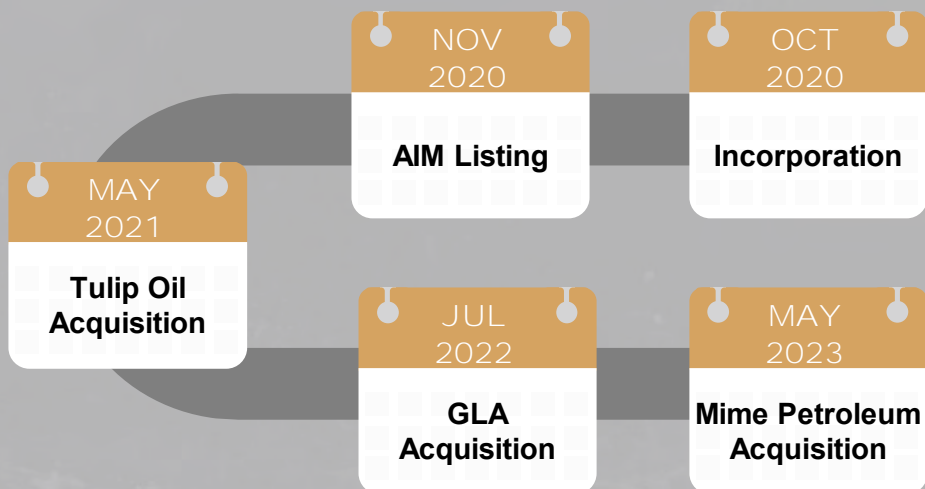 NOV
2020
AIM Listing
OCT
2020
Incorporation
MAY
2021
Tulip Oil
Acquisition
JUL
2022
GLA
Acquisition
MAY
2023
Mime Petroleum
Acquisition